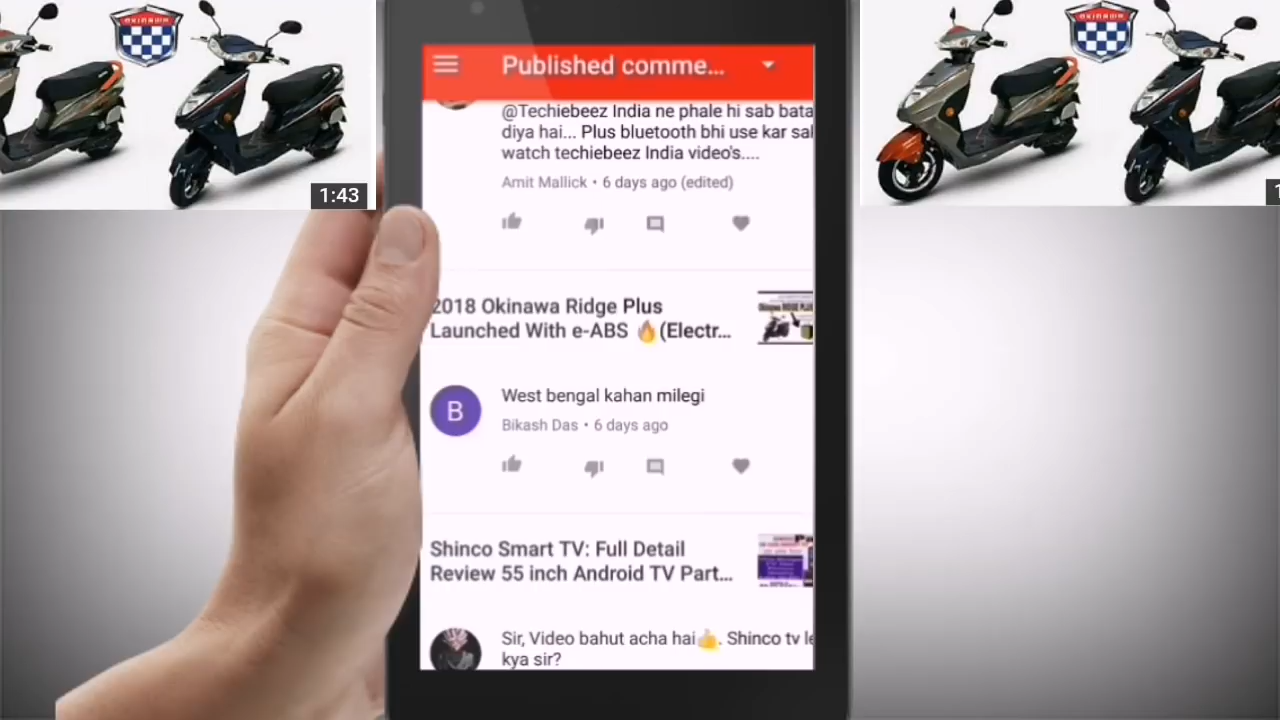 OKINAWA
1:43
OKINAWA
Published comme...
@Techiebeez India ne phale hi sab bata
diya hai... Plus bluetooth bhi use kar sak
watch techiebeez India video's....
Amit Mallick • 6 days ago (edited)
2018 Okinawa Ridge Plus
Launched With e-ABS 🔥(Electr...
B
West bengal kahan milegi
Bikash Das • 6 days ago
Shinco Smart TV: Full Detail
Review 55 inch Android TV Part...
Sir, Video bahut acha hai👍. Shinco tv le
kya sir?